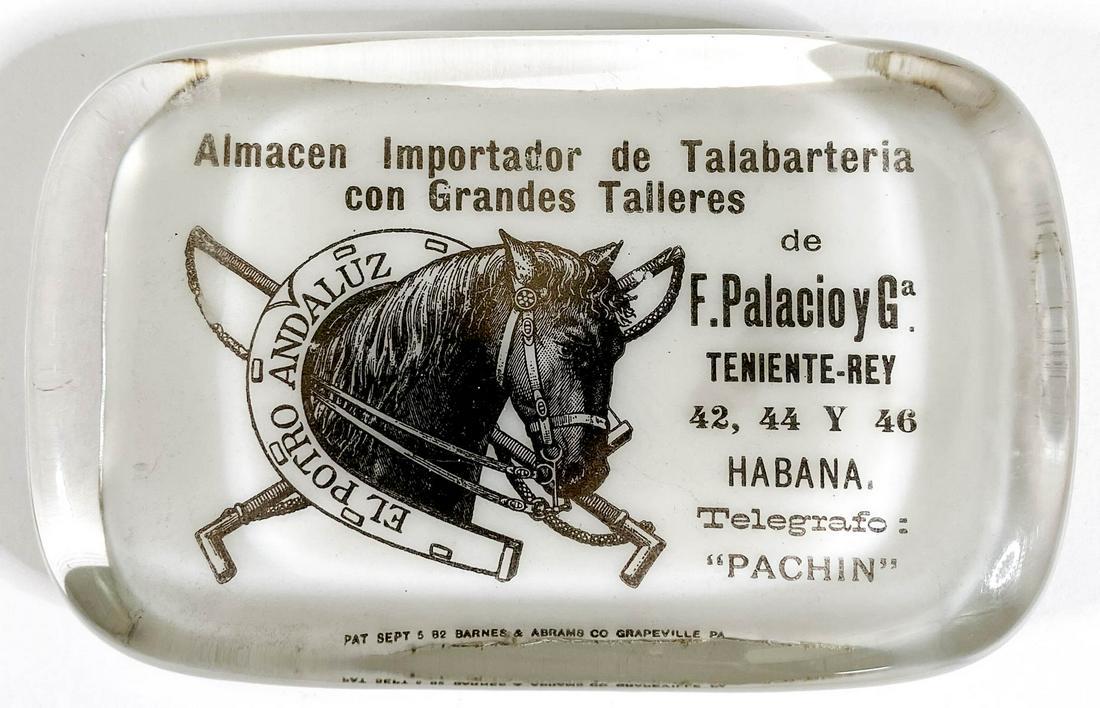 Almacen Importador de Talabarteria
con Grandes Talleres
de
F. Palacio y Gª.
TENIENTE-REY
42, 44 Y 46
HABANA.
Telegrafo:
"PACHIN"
EL POTRO ANDALUZ
PAT SEPT 5 82 BARNES & ABRAMS CO GRAPEVILLE PA